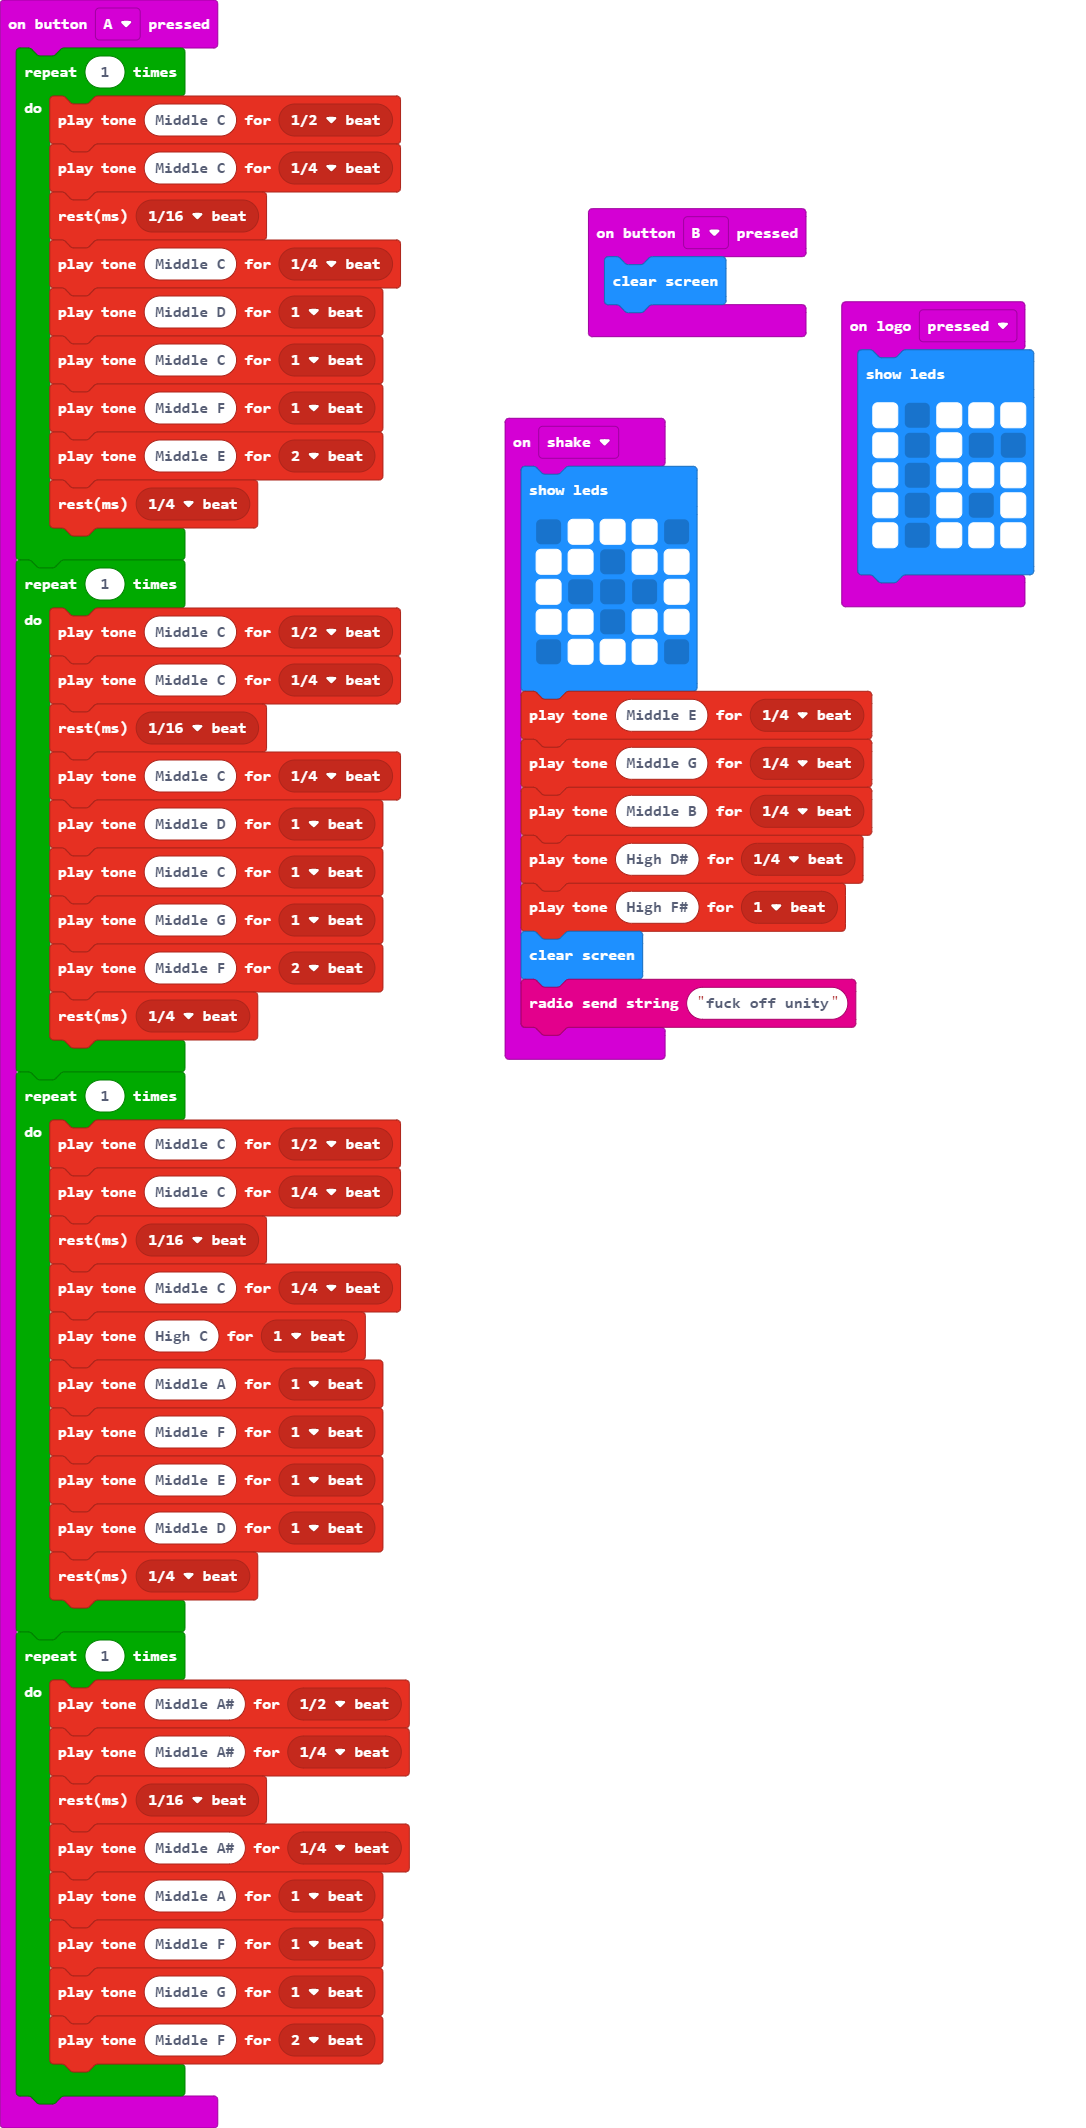 on button A pressed
repeat 1 times
do
play tone Middle C for 1/2 beat
play tone Middle C for 1/4 beat
rest(ms) 1/16 beat
play tone Middle C for 1/4 beat
play tone Middle D for 1 beat
play tone Middle C for 1 beat
play tone Middle F for 1 beat
play tone Middle E for 2 beat
rest(ms) 1/4 beat
repeat 1 times
do
play tone Middle C for 1/2 beat
play tone Middle C for 1/4 beat
rest(ms) 1/16 beat
play tone Middle C for 1/4 beat
play tone Middle D for 1 beat
play tone Middle C for 1 beat
play tone Middle G for 1 beat
play tone Middle F for 2 beat
rest(ms) 1/4 beat
repeat 1 times
do
play tone Middle C for 1/2 beat
play tone Middle C for 1/4 beat
rest(ms) 1/16 beat
play tone Middle C for 1/4 beat
play tone High C for 1 beat
play tone Middle A for 1 beat
play tone Middle F for 1 beat
play tone Middle E for 1 beat
play tone Middle D for 1 beat
rest(ms) 1/4 beat
repeat 1 times
do
play tone Middle A# for 1/2 beat
play tone Middle A# for 1/4 beat
rest(ms) 1/16 beat
play tone Middle A# for 1/4 beat
play tone Middle A for 1 beat
play tone Middle F for 1 beat
play tone Middle G for 1 beat
play tone Middle F for 2 beat
on button B pressed
clear screen
on logo pressed
show leds
on shake
show leds
play tone Middle E for 1/4 beat
play tone Middle G for 1/4 beat
play tone Middle B for 1/4 beat
play tone High D# for 1/4 beat
play tone High F# for 1 beat
clear screen
radio send string "fuck off unity"